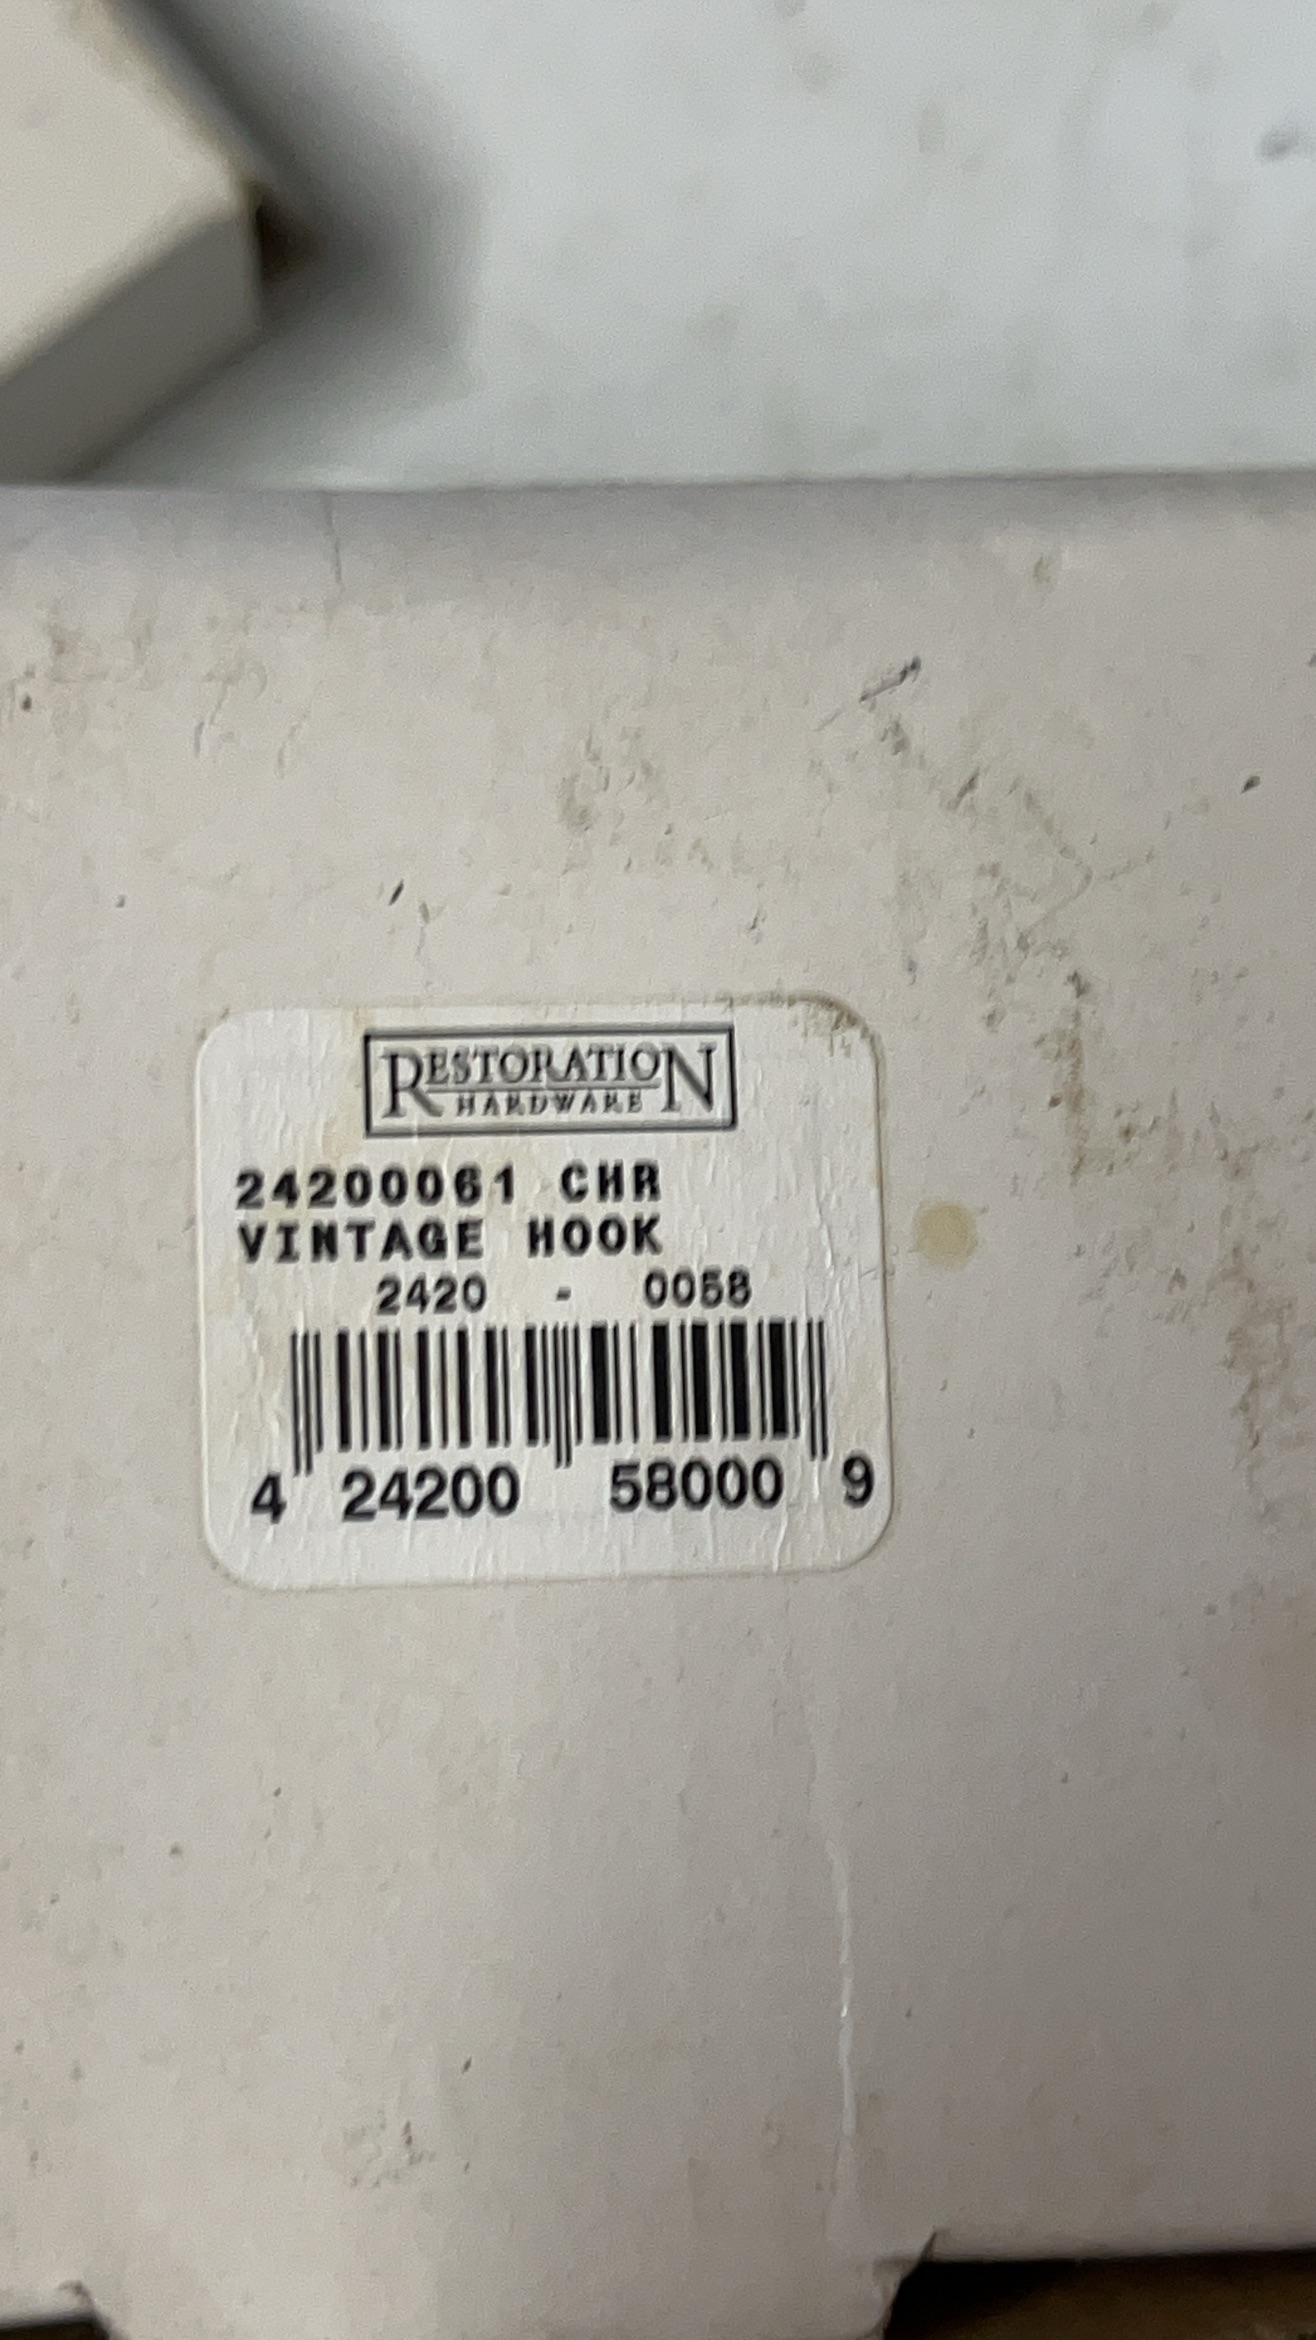 RESTORATION
HARDWARE
24200061 CHR
VINTAGE HOOK
2420 - 0058
4 24200 58000 9